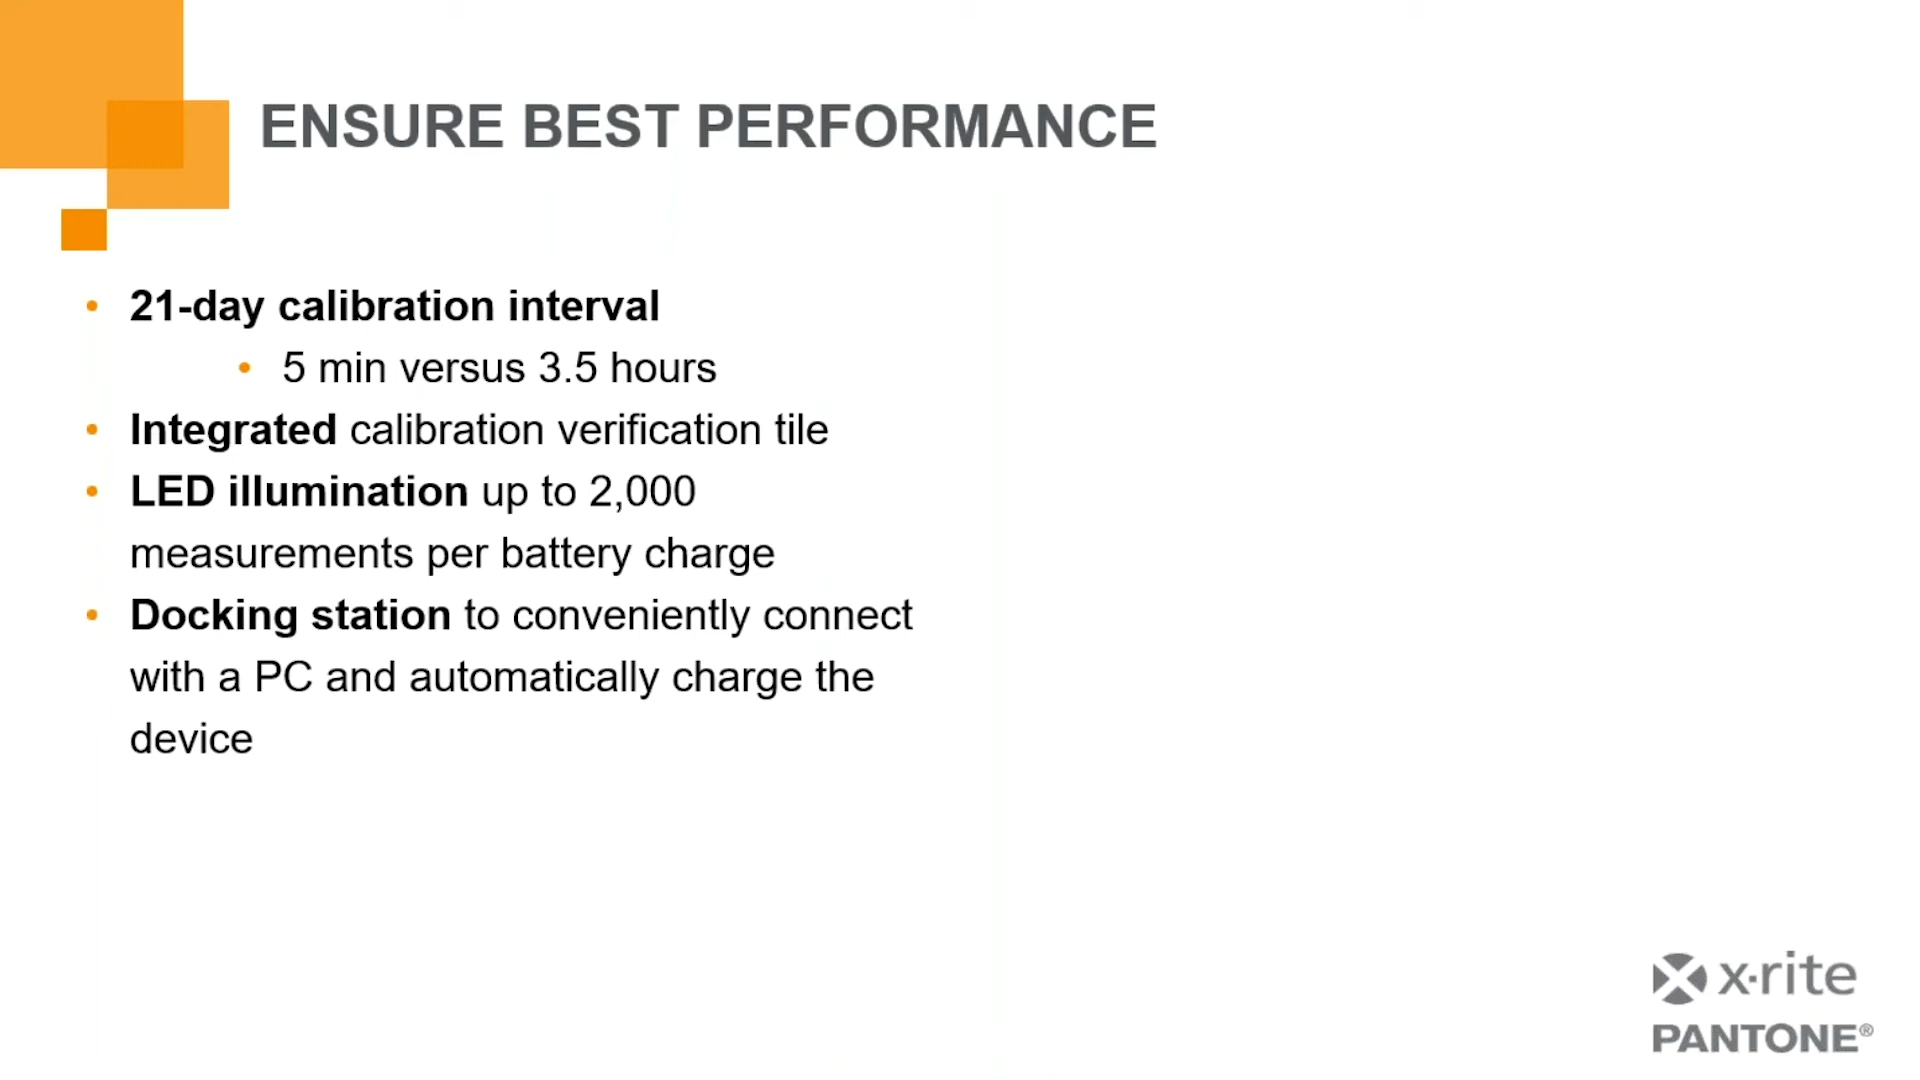 ENSURE BEST PERFORMANCE
• 21-day calibration interval
• 5 min versus 3.5 hours
• Integrated calibration verification tile
• LED illumination up to 2,000
measurements per battery charge
• Docking station to conveniently connect
with a PC and automatically charge the
device
x·rite
PANTONE®